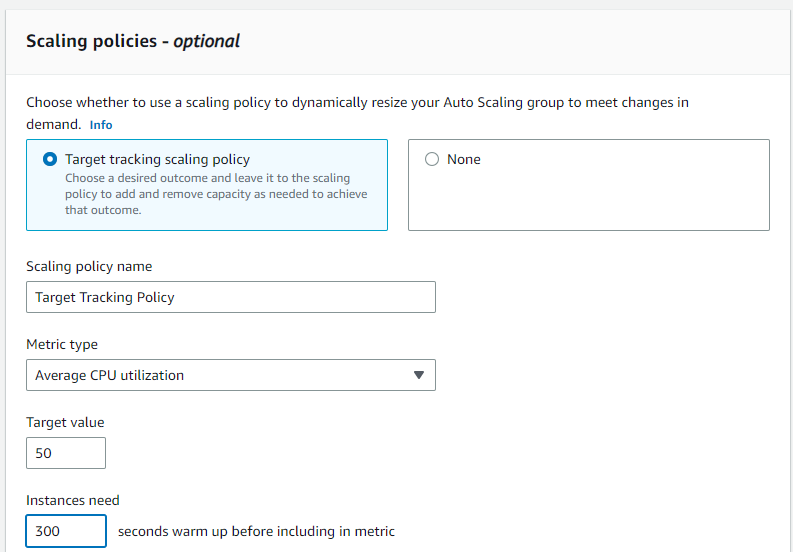 Scaling policies - optional
Choose whether to use a scaling policy to dynamically resize your Auto Scaling group to meet changes in
demand. Info
Target tracking scaling policy
Choose a desired outcome and leave it to the scaling
policy to add and remove capacity as needed to achieve
that outcome.
None
Scaling policy name
Target Tracking Policy
Metric type
Average CPU utilization
Target value
50
Instances need
300 seconds warm up before including in metric